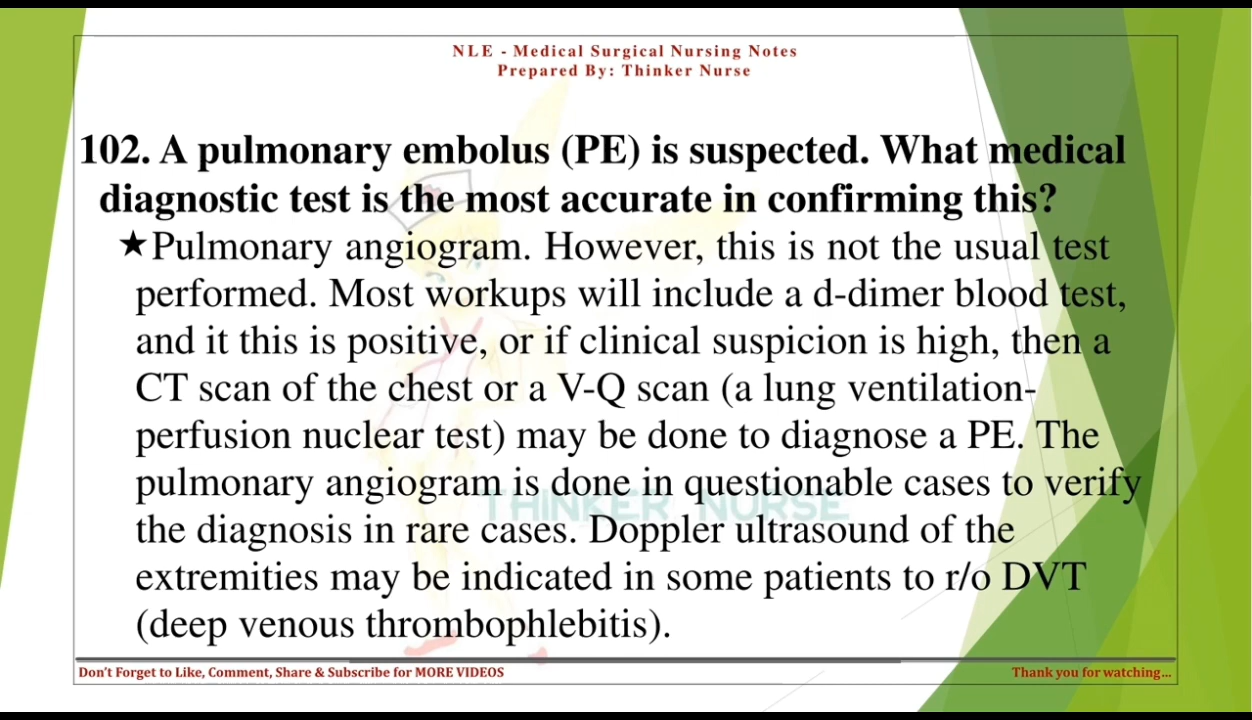 NLE - Medical Surgical Nursing Notes
Prepared By: Thinker Nurse
102. A pulmonary embolus (PE) is suspected. What medical
diagnostic test is the most accurate in confirming this?
★Pulmonary angiogram. However, this is not the usual test
performed. Most workups will include a d-dimer blood test,
and it this is positive, or if clinical suspicion is high, then a
CT scan of the chest or a V-Q scan (a lung ventilation-
perfusion nuclear test) may be done to diagnose a PE. The
pulmonary angiogram is done in questionable cases to verify
THINKER NURSE
the diagnosis in rare cases. Doppler ultrasound of the
extremities may be indicated in some patients to r/o DVT
(deep venous thrombophlebitis).
Don't Forget to Like, Comment, Share & Subscribe for MORE VIDEOS
Thank you for watching...